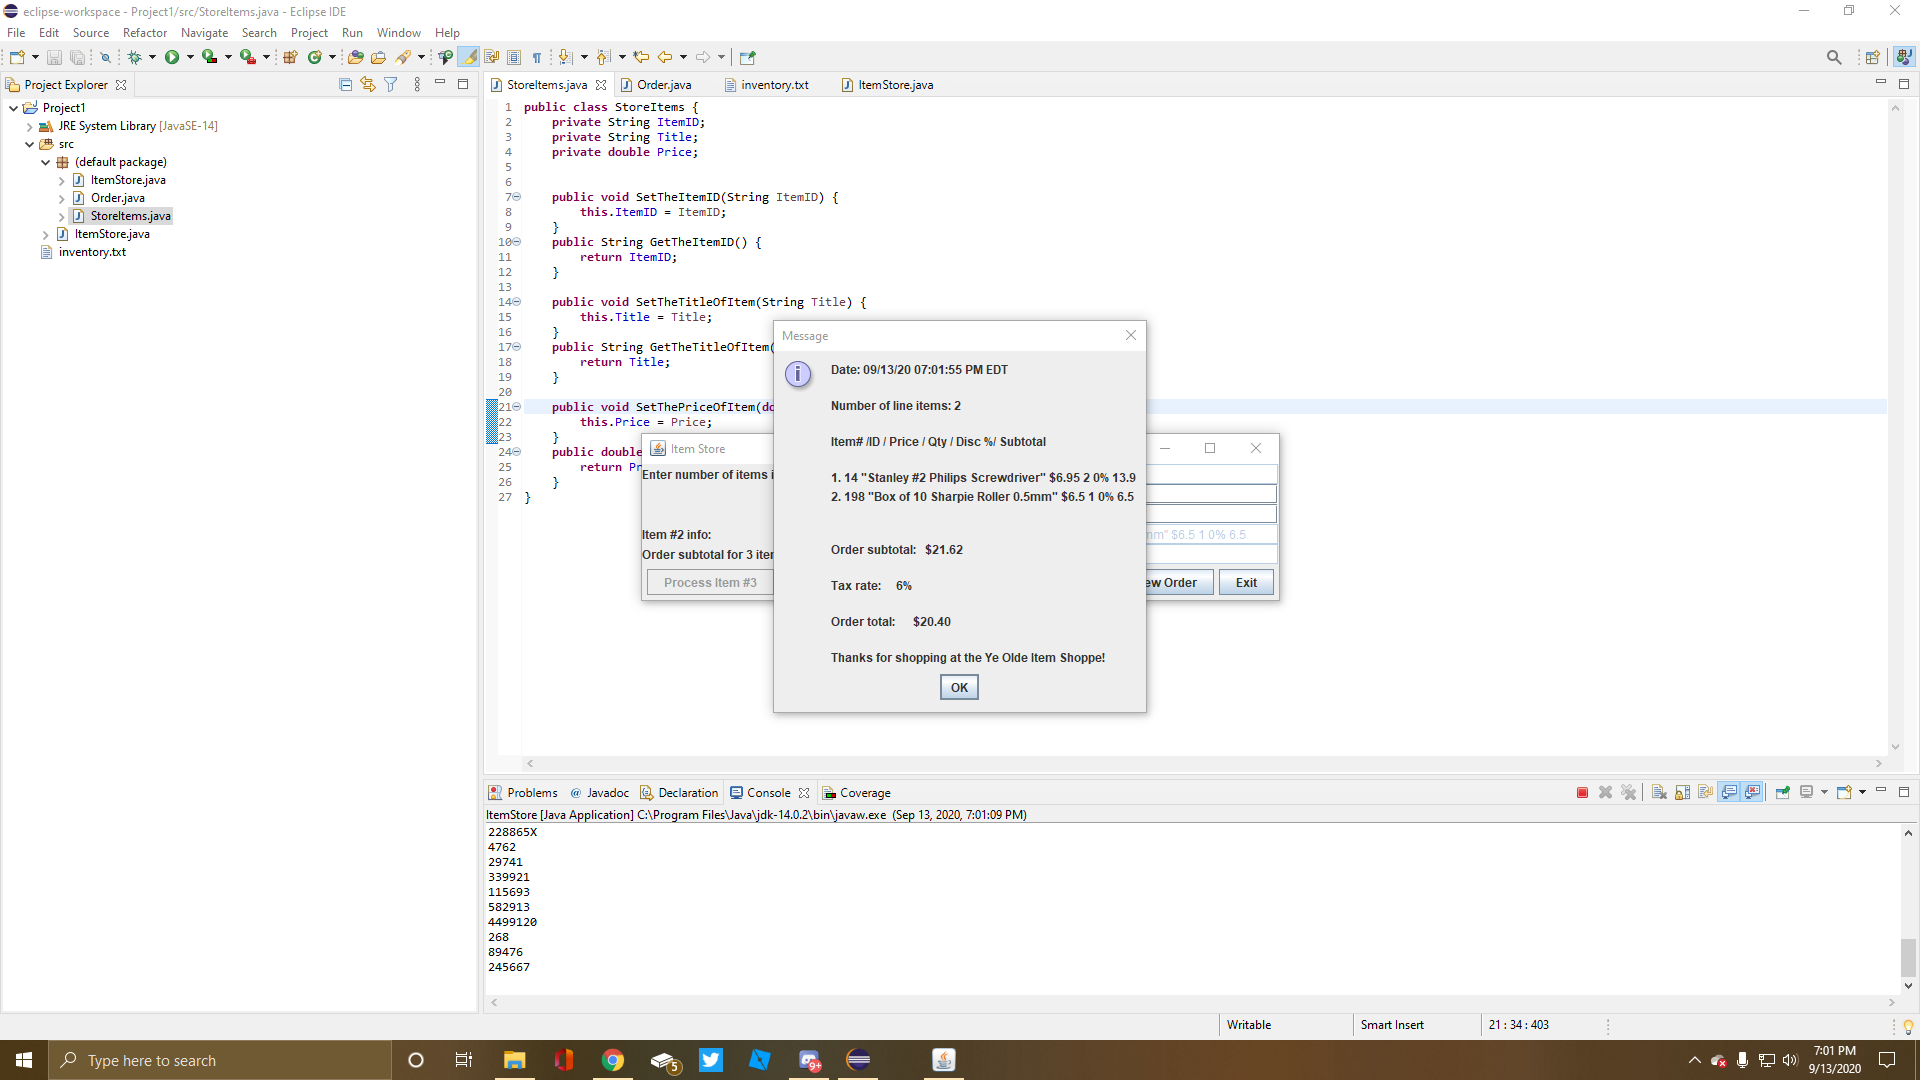 eclipse-workspace - Project1/src/StoreItems.java - Eclipse IDE
File Edit Source Refactor Navigate Search Project Run Window Help
Project Explorer
Project1
JRE System Library [JavaSE-14]
src
(default package)
ItemStore.java
Order.java
StoreItems.java
ItemStore.java
inventory.txt
StoreItems.java Order.java inventory.txt ItemStore.java
1 public class StoreItems {
2 private String ItemID;
3 private String Title;
4 private double Price;
5
6
7 public void SetTheItemID(String ItemID) {
8 this.ItemID = ItemID;
9 }
10 public String GetTheItemID() {
11 return ItemID;
12 }
13
14 public void SetTheTitleOfItem(String Title) {
15 this.Title = Title;
16 }
17 public String GetTheTitleOfItem(
18 return Title;
19 }
20
21 public void SetThePriceOfItem(do
22 this.Price = Price;
23 }
24 public double
25 return Pr
26 }
27 }
Item Store
Enter number of items i
Item #2 info:
mm" $6.5 1 0% 6.5
Order subtotal for 3 iter
Process Item #3
ew Order
Exit
Message
Date: 09/13/20 07:01:55 PM EDT
Number of line items: 2
Item# /ID / Price / Qty / Disc %/ Subtotal
1. 14 "Stanley #2 Philips Screwdriver" $6.95 2 0% 13.9
2. 198 "Box of 10 Sharpie Roller 0.5mm" $6.5 1 0% 6.5
Order subtotal: $21.62
Tax rate: 6%
Order total: $20.40
Thanks for shopping at the Ye Olde Item Shoppe!
OK
Problems @ Javadoc Declaration Console Coverage
ItemStore [Java Application] C:\Program Files\Java\jdk-14.0.2\bin\javaw.exe (Sep 13, 2020, 7:01:09 PM)
228865X
4762
29741
339921
115693
582913
4499120
268
89476
245667
Writable Smart Insert 21 : 34 : 403
Type here to search
5
9+
7:01 PM
9/13/2020